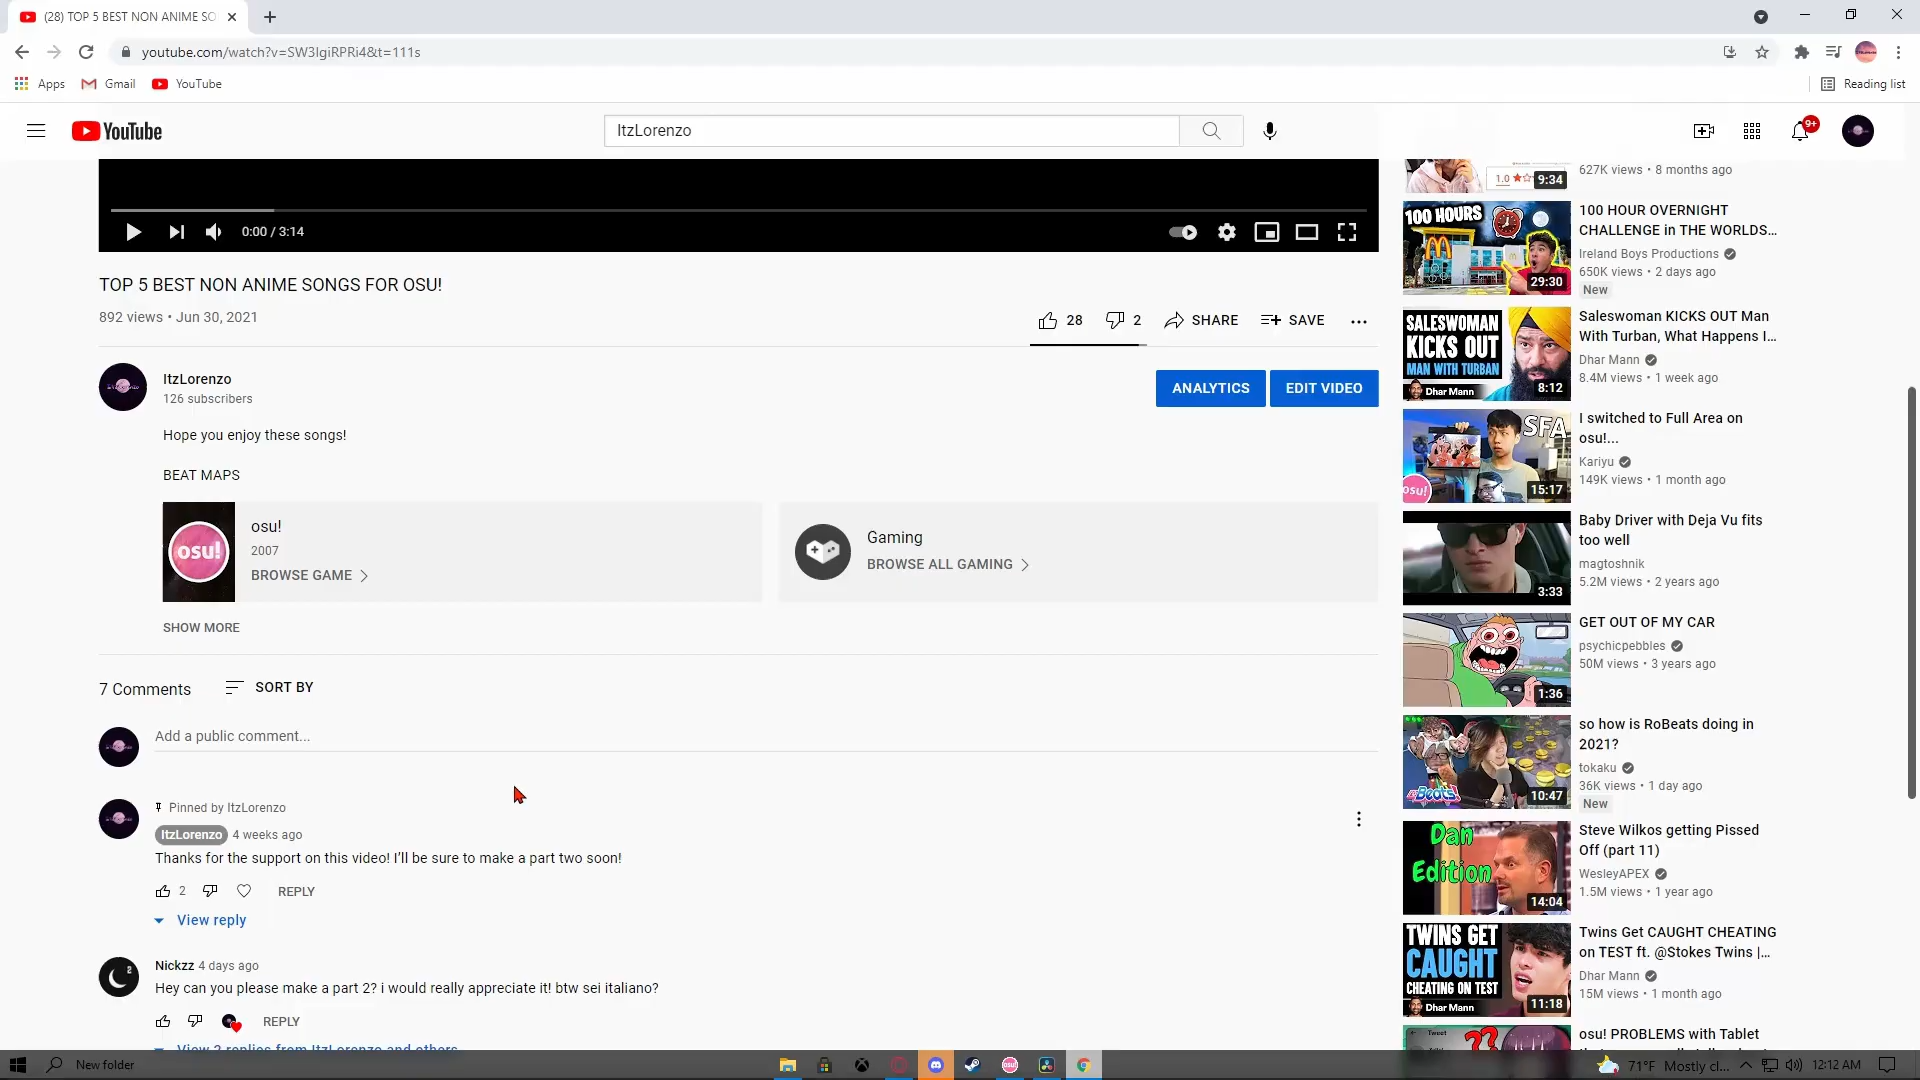 (28) TOP 5 BEST NON ANIME SO
youtube.com/watch?v=SW3IgiRPRi4&t=111s
Apps
Gmail
YouTube
Reading list
YouTube
ItzLorenzo
9+
0:00 / 3:14
TOP 5 BEST NON ANIME SONGS FOR OSU!
892 views • Jun 30, 2021
28
2
SHARE
SAVE
ItzLorenzo
126 subscribers
ANALYTICS
EDIT VIDEO
Hope you enjoy these songs!
BEAT MAPS
osu!
osu!
2007
BROWSE GAME
Gaming
BROWSE ALL GAMING
SHOW MORE
7 Comments
SORT BY
Add a public comment...
Pinned by ItzLorenzo
ItzLorenzo 4 weeks ago
Thanks for the support on this video! I'll be sure to make a part two soon!
2
REPLY
View reply
Nickzz 4 days ago
Hey can you please make a part 2? i would really appreciate it! btw sei italiano?
REPLY
View 2 replies from ItzLorenzo and others
1.0
9:34
627K views • 8 months ago
100 HOURS
29:30
100 HOUR OVERNIGHT
CHALLENGE in THE WORLDS...
Ireland Boys Productions
650K views • 2 days ago
New
SALESWOMAN
KICKS OUT
MAN WITH TURBAN
Dhar Mann
8:12
Saleswoman KICKS OUT Man
With Turban, What Happens I...
Dhar Mann
8.4M views • 1 week ago
SFA
osu!
15:17
I switched to Full Area on
osu!...
Kariyu
149K views • 1 month ago
3:33
Baby Driver with Deja Vu fits
too well
magtoshnik
5.2M views • 2 years ago
1:36
GET OUT OF MY CAR
psychicpebbles
50M views • 3 years ago
Beats!
10:47
so how is RoBeats doing in
2021?
tokaku
36K views • 1 day ago
New
Dan
Edition
14:04
Steve Wilkos getting Pissed
Off (part 11)
WesleyAPEX
1.5M views • 1 year ago
TWINS GET
CAUGHT
CHEATING ON TEST
Dhar Mann
11:18
Twins Get CAUGHT CHEATING
on TEST ft. @Stokes Twins |...
Dhar Mann
15M views • 1 month ago
Tweet
??
osu! PROBLEMS with Tablet
New folder
71°F Mostly cl...
12:12 AM